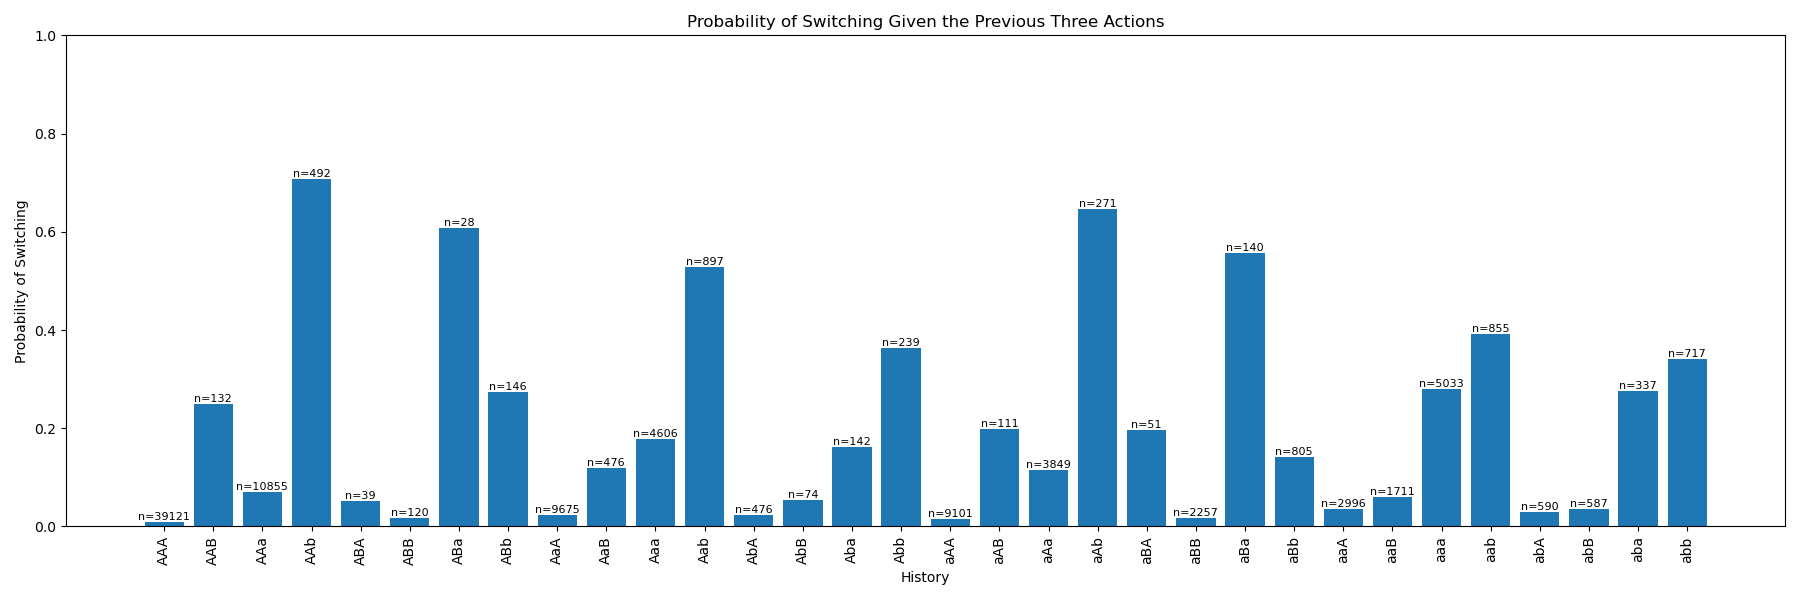 Probability of Switching Given the Previous Three Actions
1.0
0.8
0.6
0.4
0.2
0.0
Probability of Switching
n=39121
n=132
n=10855
n=492
n=39
n=120
n=28
n=146
n=9675
n=476
n=4606
n=897
n=476
n=74
n=142
n=239
n=9101
n=111
n=3849
n=271
n=51
n=2257
n=140
n=805
n=2996
n=1711
n=5033
n=855
n=590
n=587
n=337
n=717
AAA
AAB
AAa
AAb
ABA
ABB
ABa
ABb
AaA
AaB
Aaa
Aab
AbA
AbB
Aba
Abb
aAA
aAB
aAa
aAb
aBA
aBB
aBa
aBb
aaA
aaB
aaa
aab
abA
abB
aba
abb
History